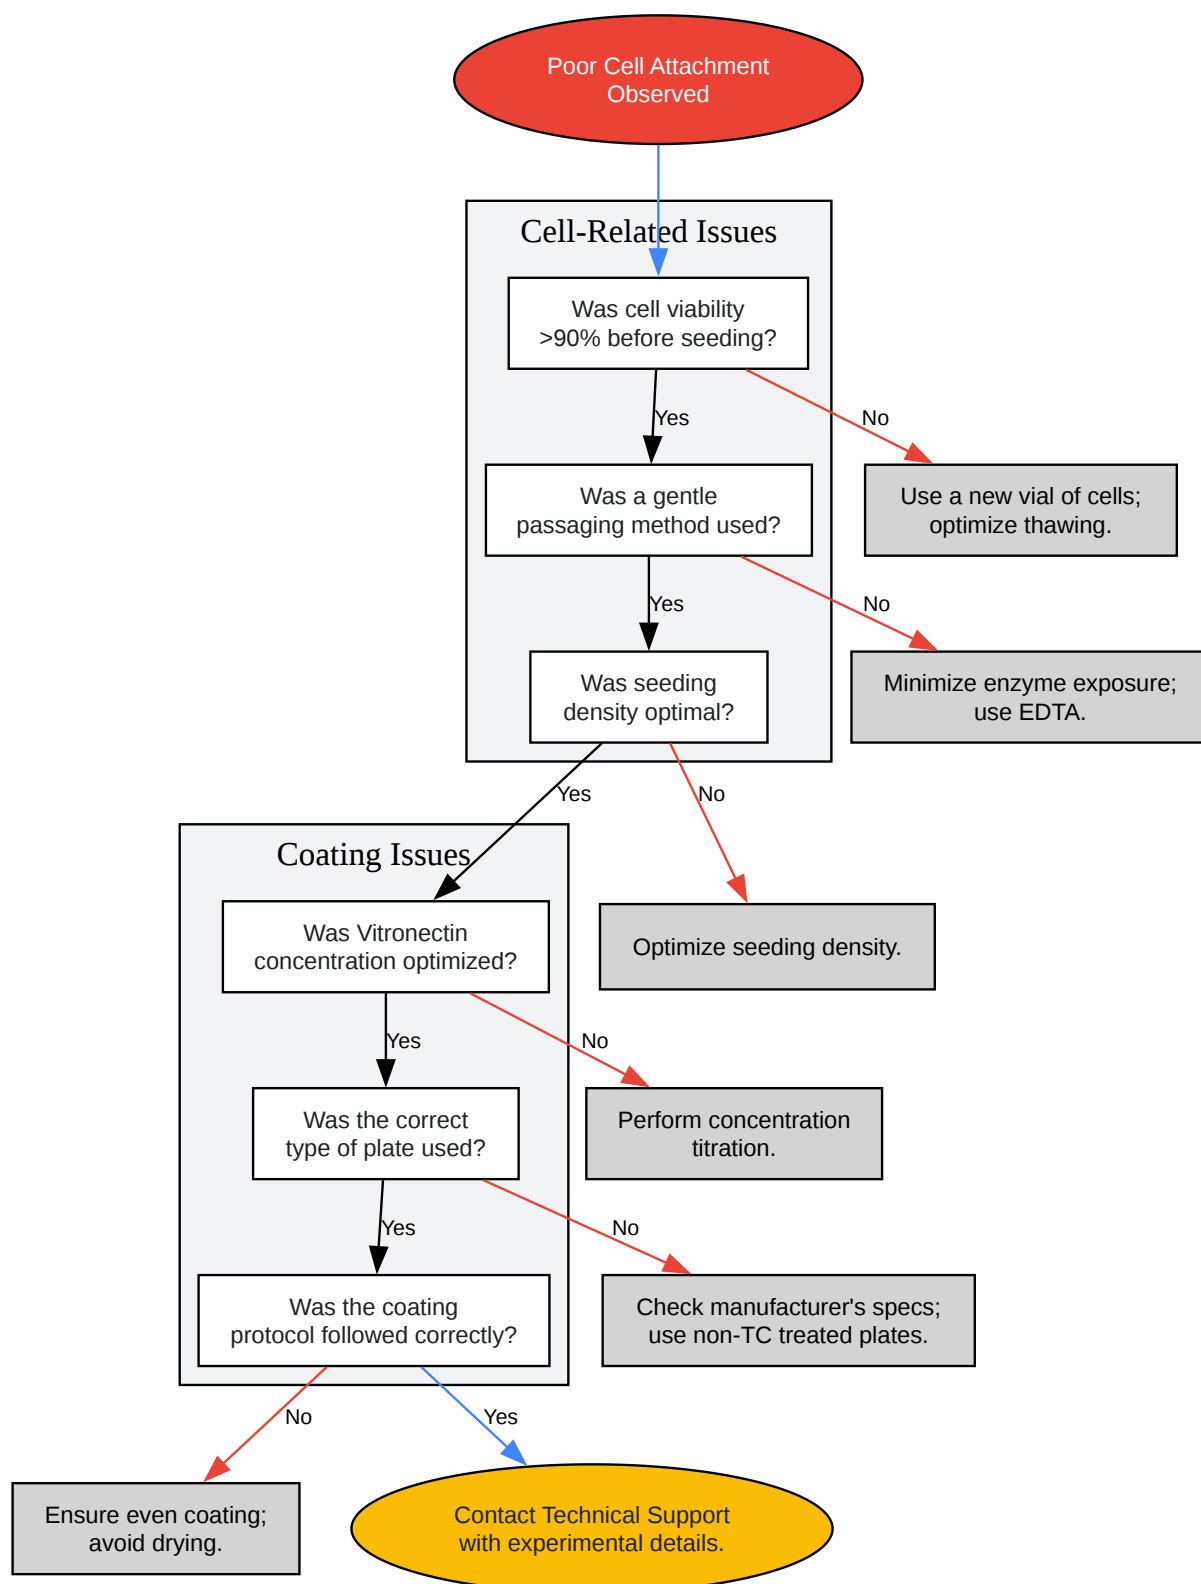 Poor Cell Attachment
Observed
Cell-Related Issues
Was cell viability
>90% before seeding?
Yes
No
Was a gentle
passaging method used?
Use a new vial of cells;
optimize thawing.
Yes
No
Was seeding
density optimal?
Minimize enzyme exposure;
use EDTA.
Yes
No
Coating Issues
Was Vitronectin
concentration optimized?
Optimize seeding density.
Yes
No
Was the correct
type of plate used?
Perform concentration
titration.
Yes
No
Was the coating
protocol followed correctly?
Check manufacturer's specs;
use non-TC treated plates.
No
Yes
Ensure even coating;
avoid drying.
Contact Technical Support
with experimental details.